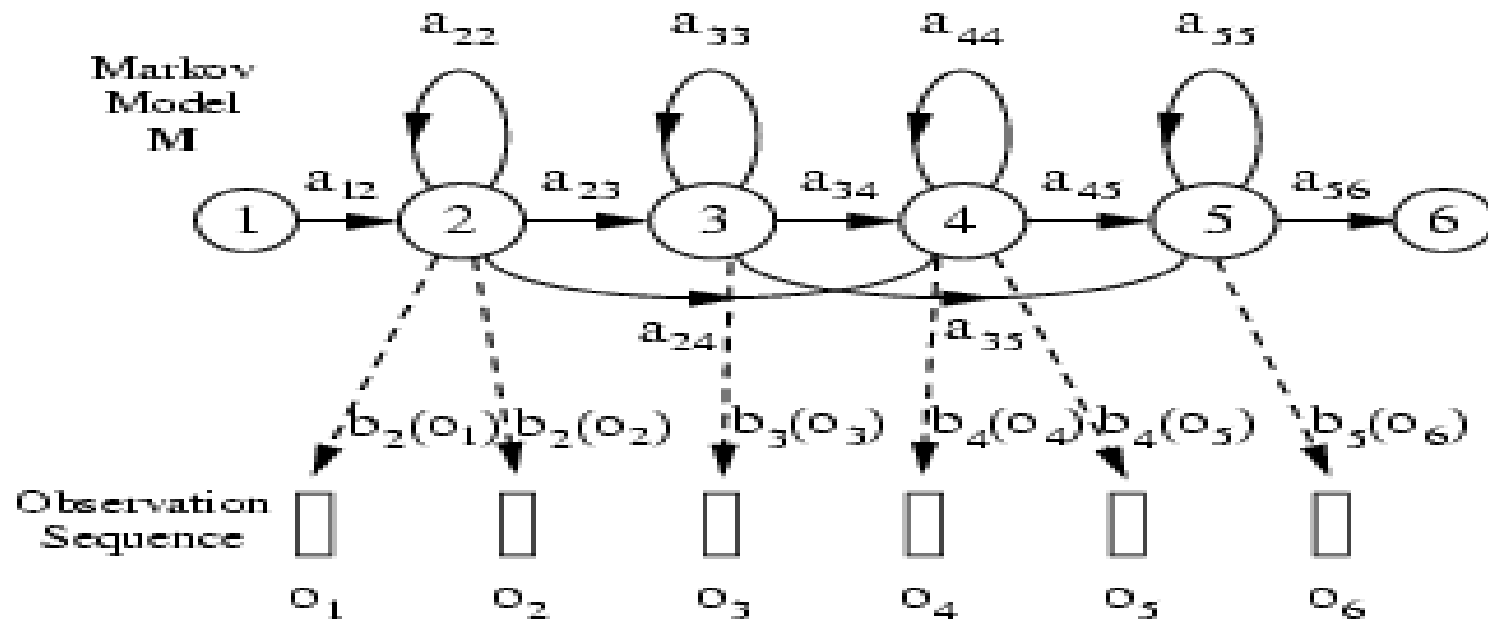 a₂₂ a₃₃ a₄₄ a₅₅
Markov
Model
M
a₁₂ a₂₃ a₃₄ a₄₅ a₅₆
1 2 3 4 5 6
a₂₄ a₃₅
b₂(o₁) b₂(o₂) b₃(o₃) b₄(o₄) b₄(o₅) b₅(o₆)
Observation
Sequence
o₁ o₂ o₃ o₄ o₅ o₆